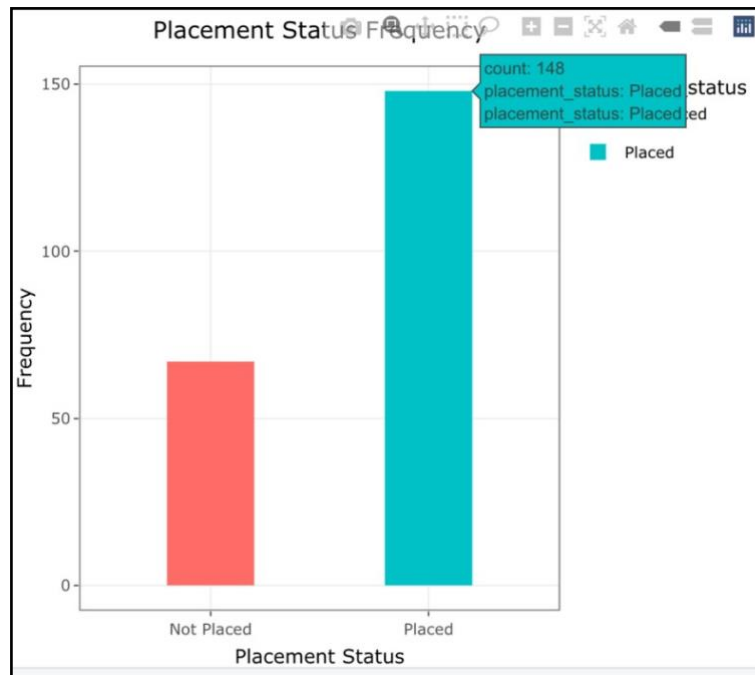 Placement Status Frequency
count: 148
placement_status: Placed
placement_status: Placed
status
ced
Placed
150
100
50
0
Frequency
Not Placed
Placed
Placement Status